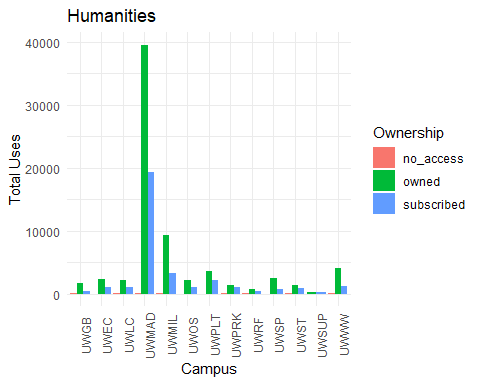 Humanities
40000
30000
20000
10000
0
Total Uses
UWGB
UWEC
UWLC
UWMAD
UWMIL
UWOS
UWPLT
UWPRK
UWRF
UWSP
UWST
UWSUP
UWWW
Campus
Ownership
no_access
owned
subscribed